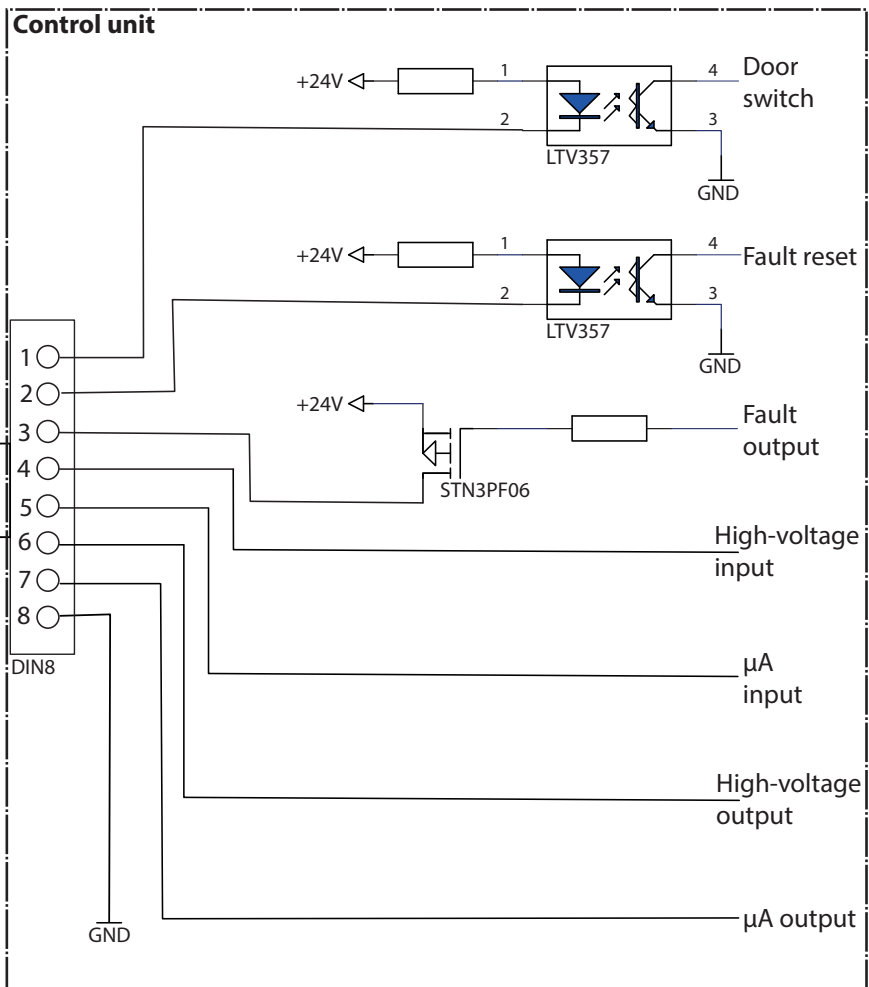 Control unit
+24V
1
2
LTV357
4
3
Door
switch
GND
+24V
1
2
LTV357
4
3
Fault reset
GND
+24V
STN3PF06
Fault
output
1
2
3
4
5
6
7
8
DIN8
High-voltage
input
µA
input
High-voltage
output
µA output
GND